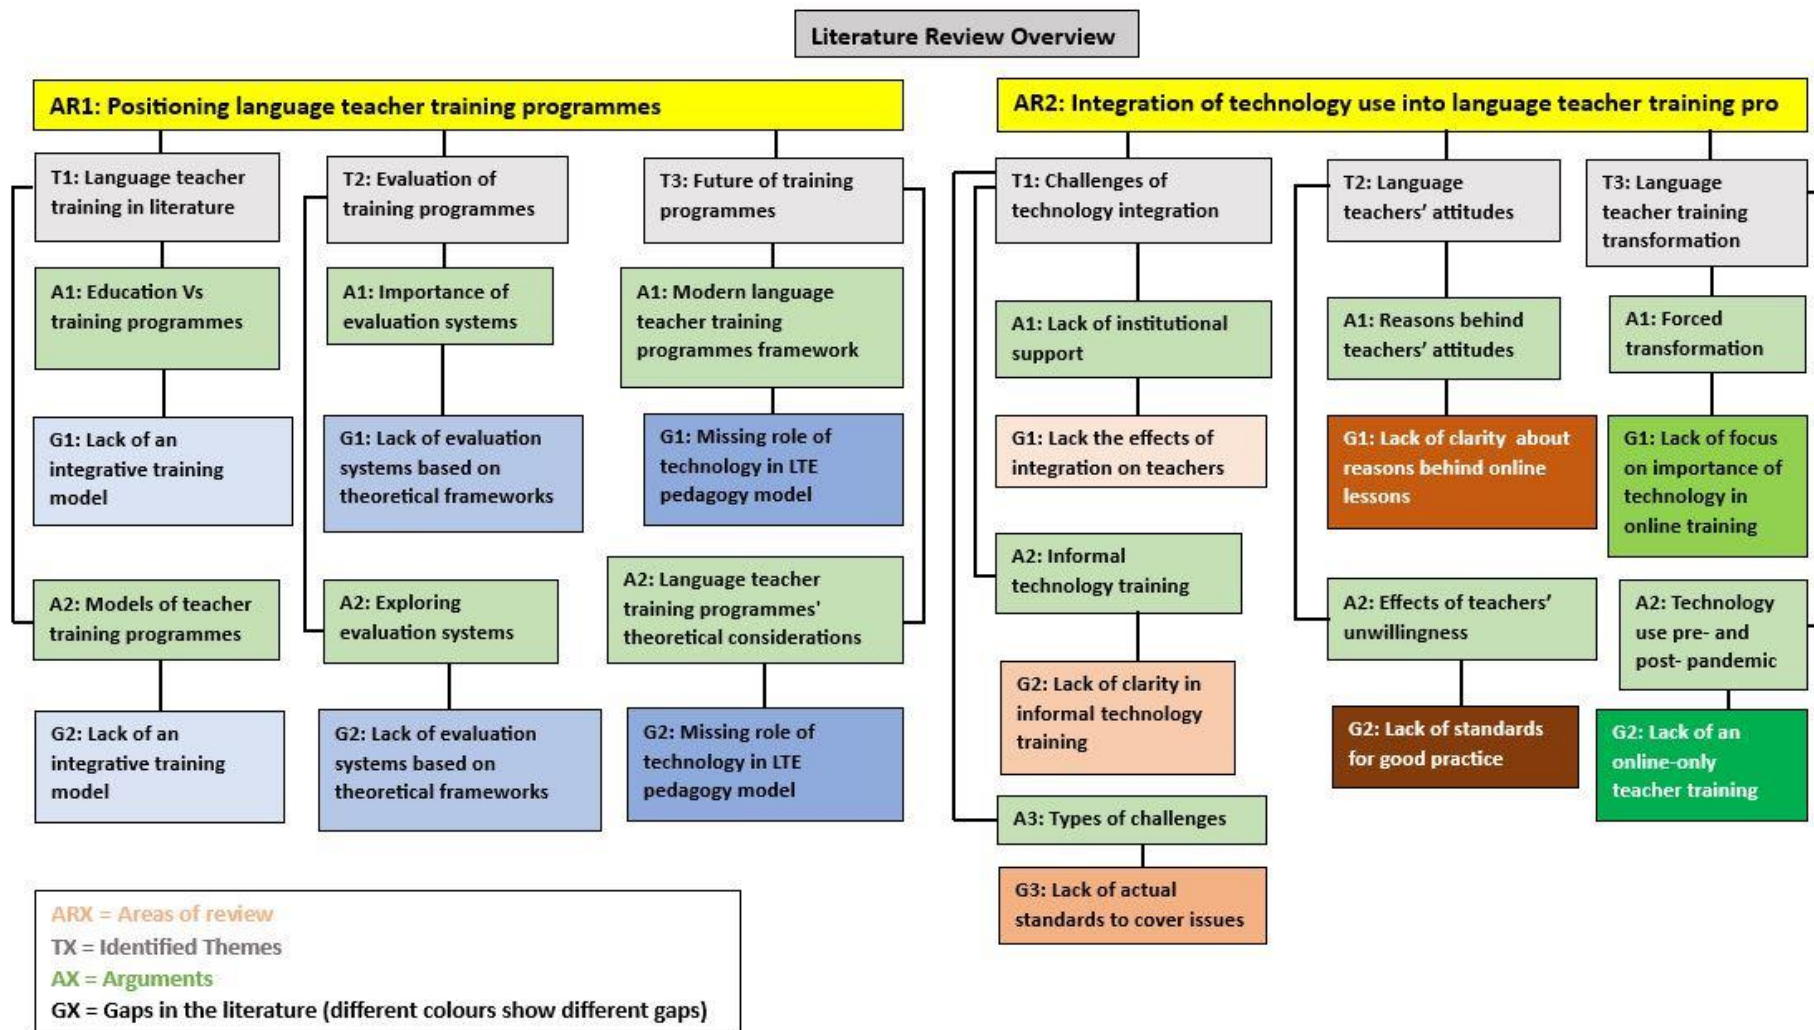 Literature Review Overview
AR1: Positioning language teacher training programmes
T1: Language teacher
training in literature
A1: Education Vs
training programmes
G1: Lack of an
integrative training
model
A2: Models of teacher
training programmes
G2: Lack of an
integrative training
model
T2: Evaluation of
training programmes
A1: Importance of
evaluation systems
G1: Lack of evaluation
systems based on
theoretical frameworks
A2: Exploring
evaluation systems
G2: Lack of evaluation
systems based on
theoretical frameworks
T3: Future of training
programmes
A1: Modern language
teacher training
programmes framework
G1: Missing role of
technology in LTE
pedagogy model
A2: Language teacher
training programmes'
theoretical considerations
G2: Missing role of
technology in LTE
pedagogy model
AR2: Integration of technology use into language teacher training pro
T1: Challenges of
technology integration
A1: Lack of institutional
support
G1: Lack the effects of
integration on teachers
A2: Informal
technology training
G2: Lack of clarity in
informal technology
training
A3: Types of challenges
G3: Lack of actual
standards to cover issues
T2: Language
teachers’ attitudes
A1: Reasons behind
teachers’ attitudes
G1: Lack of clarity about
reasons behind online
lessons
A2: Effects of teachers’
unwillingness
G2: Lack of standards
for good practice
T3: Language
teacher training
transformation
A1: Forced
transformation
G1: Lack of focus
on importance of
technology in
online training
A2: Technology
use pre- and
post- pandemic
G2: Lack of an
online-only
teacher training
ARX = Areas of review
TX = Identified Themes
AX = Arguments
GX = Gaps in the literature (different colours show different gaps)